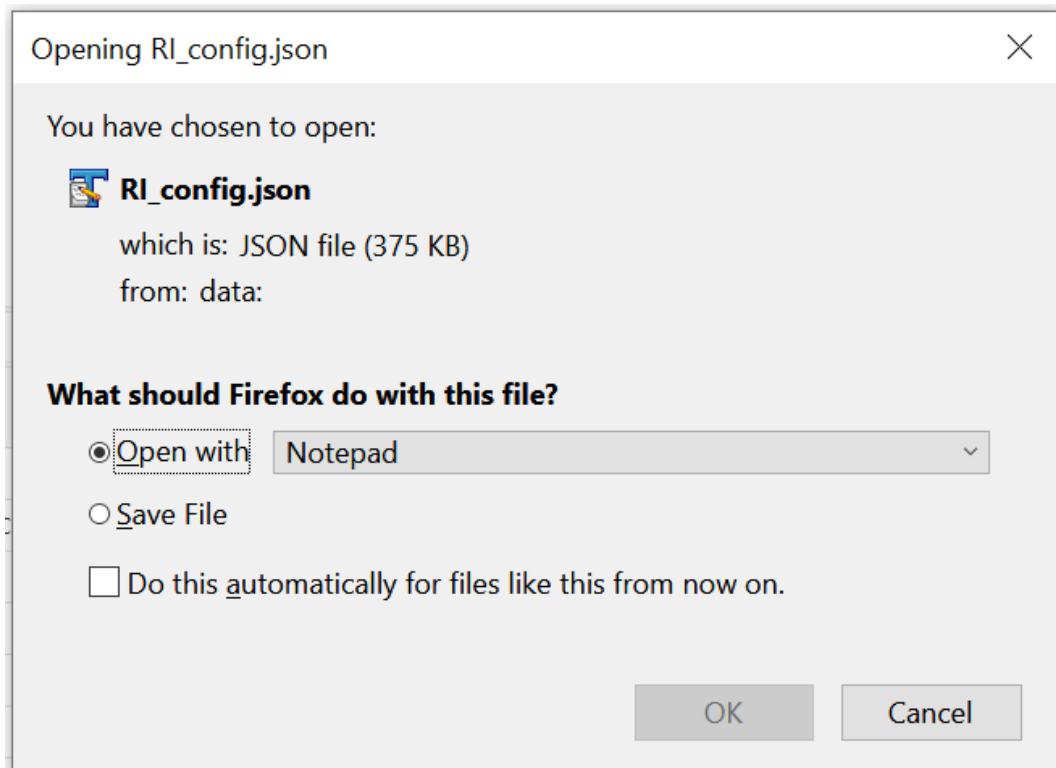 Opening RI_config.json
You have chosen to open:
RI_config.json
which is: JSON file (375 KB)
from: data:
What should Firefox do with this file?
Open with Notepad
Save File
Do this automatically for files like this from now on.
OK Cancel